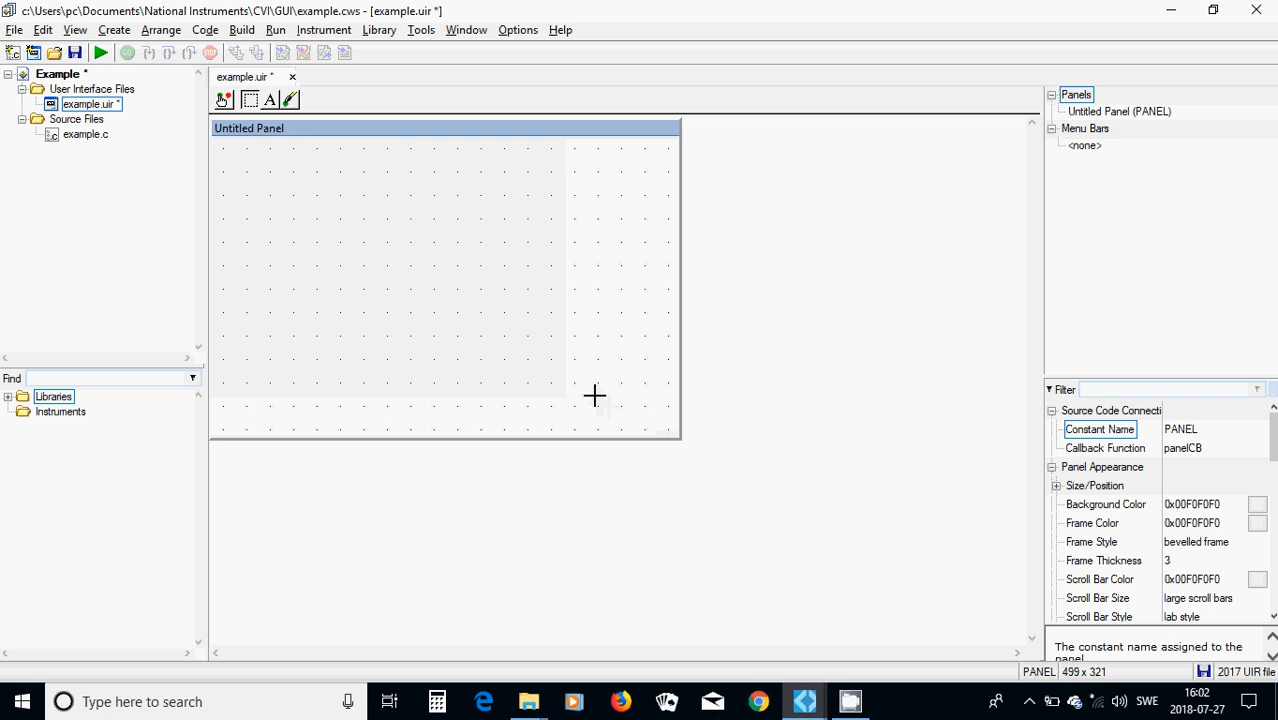 c:\Users\pc\Documents\National Instruments\CVI\GUI\example.cws - [example.uir *]
File Edit View Create Arrange Code Build Run Instrument Library Tools Window Options Help
Example *
User Interface Files
example.uir *
Source Files
example.c
example.uir *
A
Untitled Panel
Panels
Untitled Panel (PANEL)
Menu Bars
<none>
Find
Libraries
Instruments
Filter
Source Code Connecti
Constant Name PANEL
Callback Function panelCB
Panel Appearance
Size/Position
Background Color 0x00F0F0F0
Frame Color 0x00F0F0F0
Frame Style bevelled frame
Frame Thickness 3
Scroll Bar Color 0x00F0F0F0
Scroll Bar Size large scroll bars
Scroll Bar Style lab style
The constant name assigned to the
panel
PANEL 499 x 321 2017 UIR file
Type here to search
SWE
16:02
2018-07-27